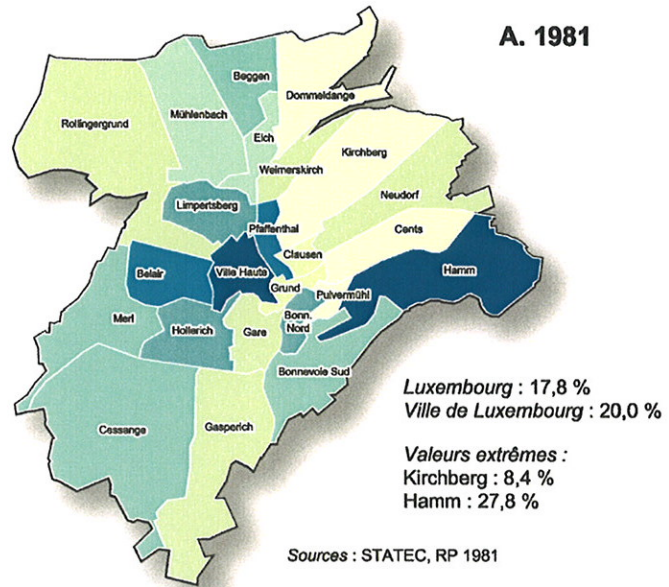 A. 1981
Beggen
Dommeldange
Mühlenbach
Rollingergrund
Eich
Kirchberg
Weimerskirch
Neudorf
Limpertsberg
Pfaffenthal
Cents
Clausen
Belair
Ville Haute
Hamm
Grund
Pulvermühl
Merl
Hollerich
Gare
Bonn. Nord
Bonnevoie Sud
Cessange
Gasperich
Luxembourg : 17,8 %
Ville de Luxembourg : 20,0 %
Valeurs extrêmes :
Kirchberg : 8,4 %
Hamm : 27,8 %
Sources : STATEC, RP 1981